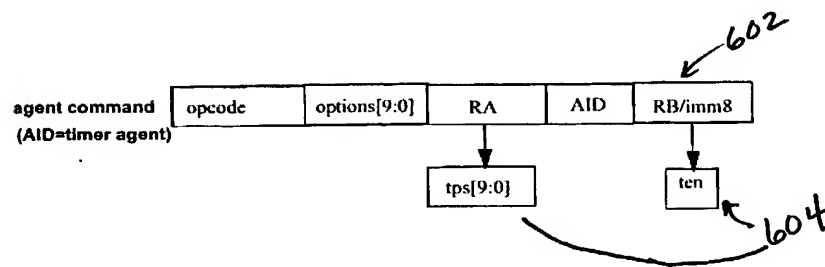 602
agent command opcode options[9:0] RA AID RB/imm8
(AID=timer agent)
tps[9:0] ten
604